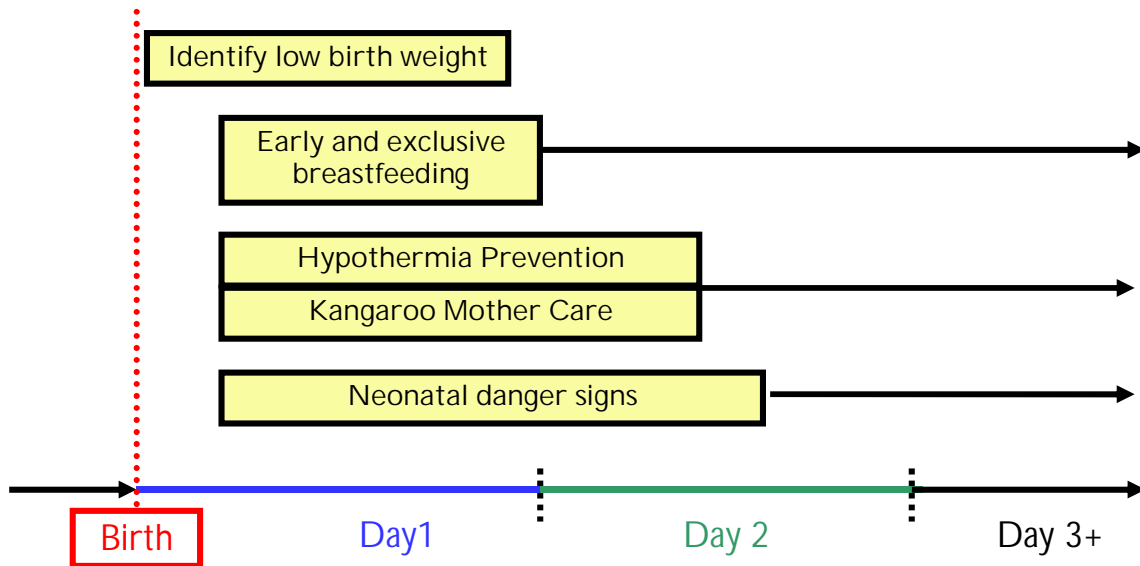 Identify low birth weight
Early and exclusive
breastfeeding
Hypothermia Prevention
Kangaroo Mother Care
Neonatal danger signs
Birth
Day1
Day 2
Day 3+